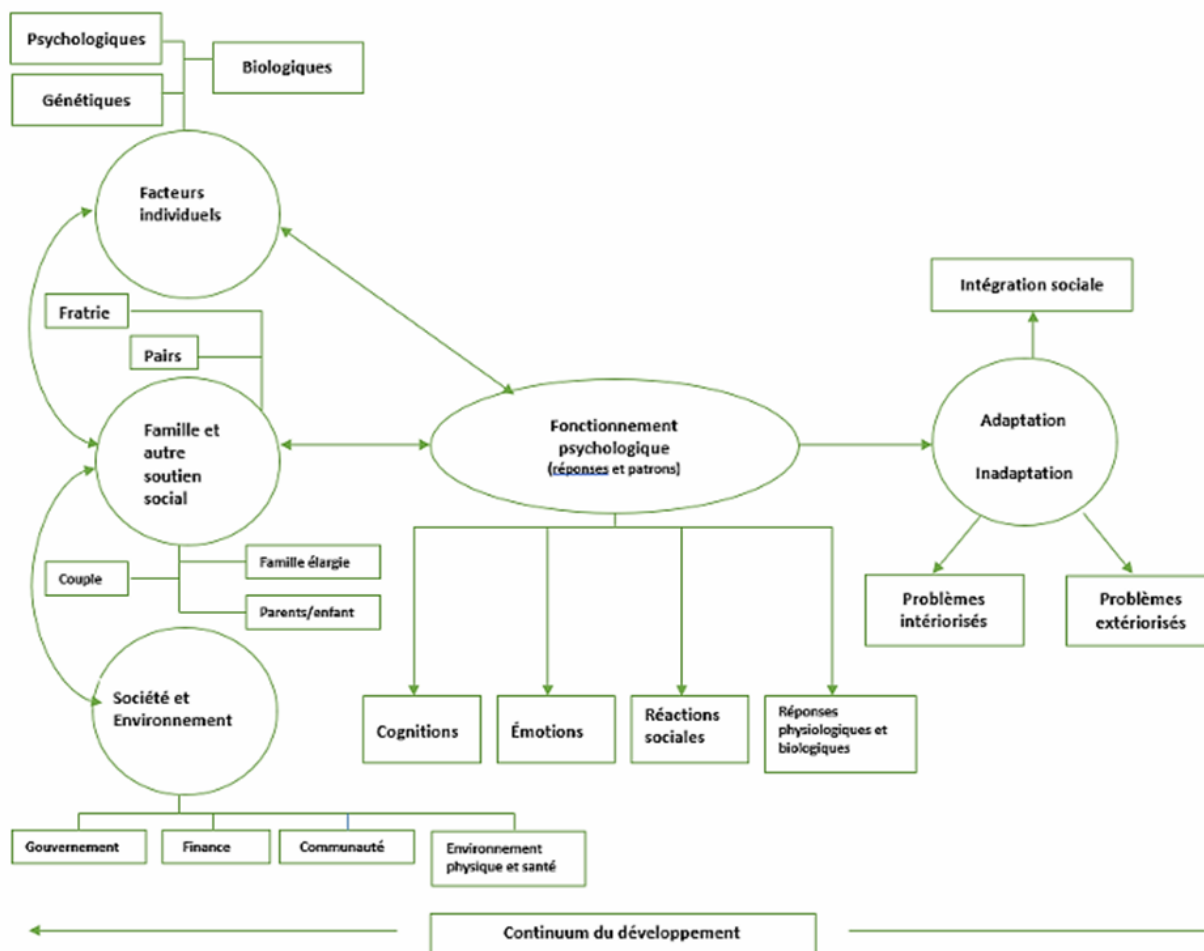 Psychologiques
Biologiques
Génétiques
Facteurs
individuels
Fratrie
Pairs
Famille et
autre
soutien
social
Couple
Famille élargie
Parents/enfant
Société et
Environnement
Gouvernement
Finance
Communauté
Environnement
physique et santé
Fonctionnement
psychologique
(réponses et patrons)
Cognitions
Émotions
Réactions
sociales
Réponses
physiologiques et
biologiques
Intégration sociale
Adaptation
Inadaptation
Problèmes
intériorisés
Problèmes
extériorisés
Continuum du développement